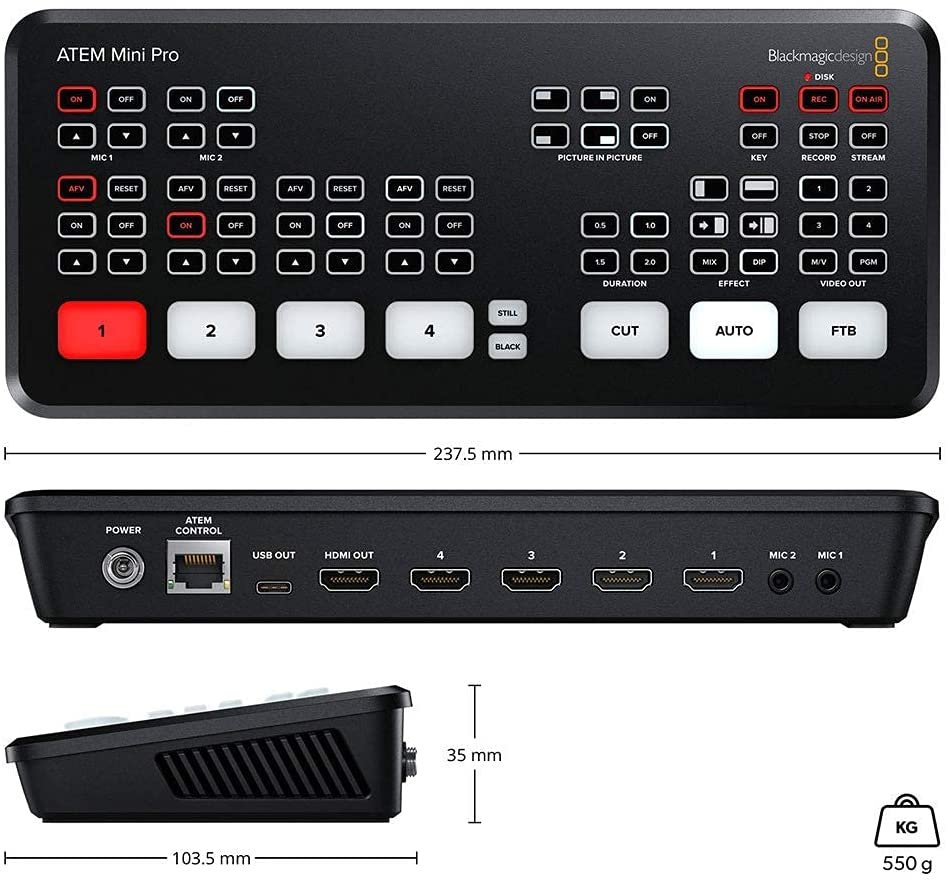 ATEM Mini Pro
Blackmagicdesign
DISK
ON OFF ON OFF ON ON REC ON AIR
OFF OFF STOP OFF
MIC 1 MIC 2 PICTURE IN PICTURE KEY RECORD STREAM
AFV RESET AFV RESET AFV RESET AFV RESET 1 2
ON OFF ON OFF ON OFF ON OFF 0.5 1.0 3 4
1.5 2.0 MIX DIP M/V PGM
DURATION EFFECT VIDEO OUT
1 2 3 4 STILL CUT AUTO FTB
BLACK
237.5 mm
POWER ATEM
CONTROL
USB OUT HDMI OUT 4 3 2 1 MIC 2 MIC 1
35 mm
103.5 mm
KG
550 g